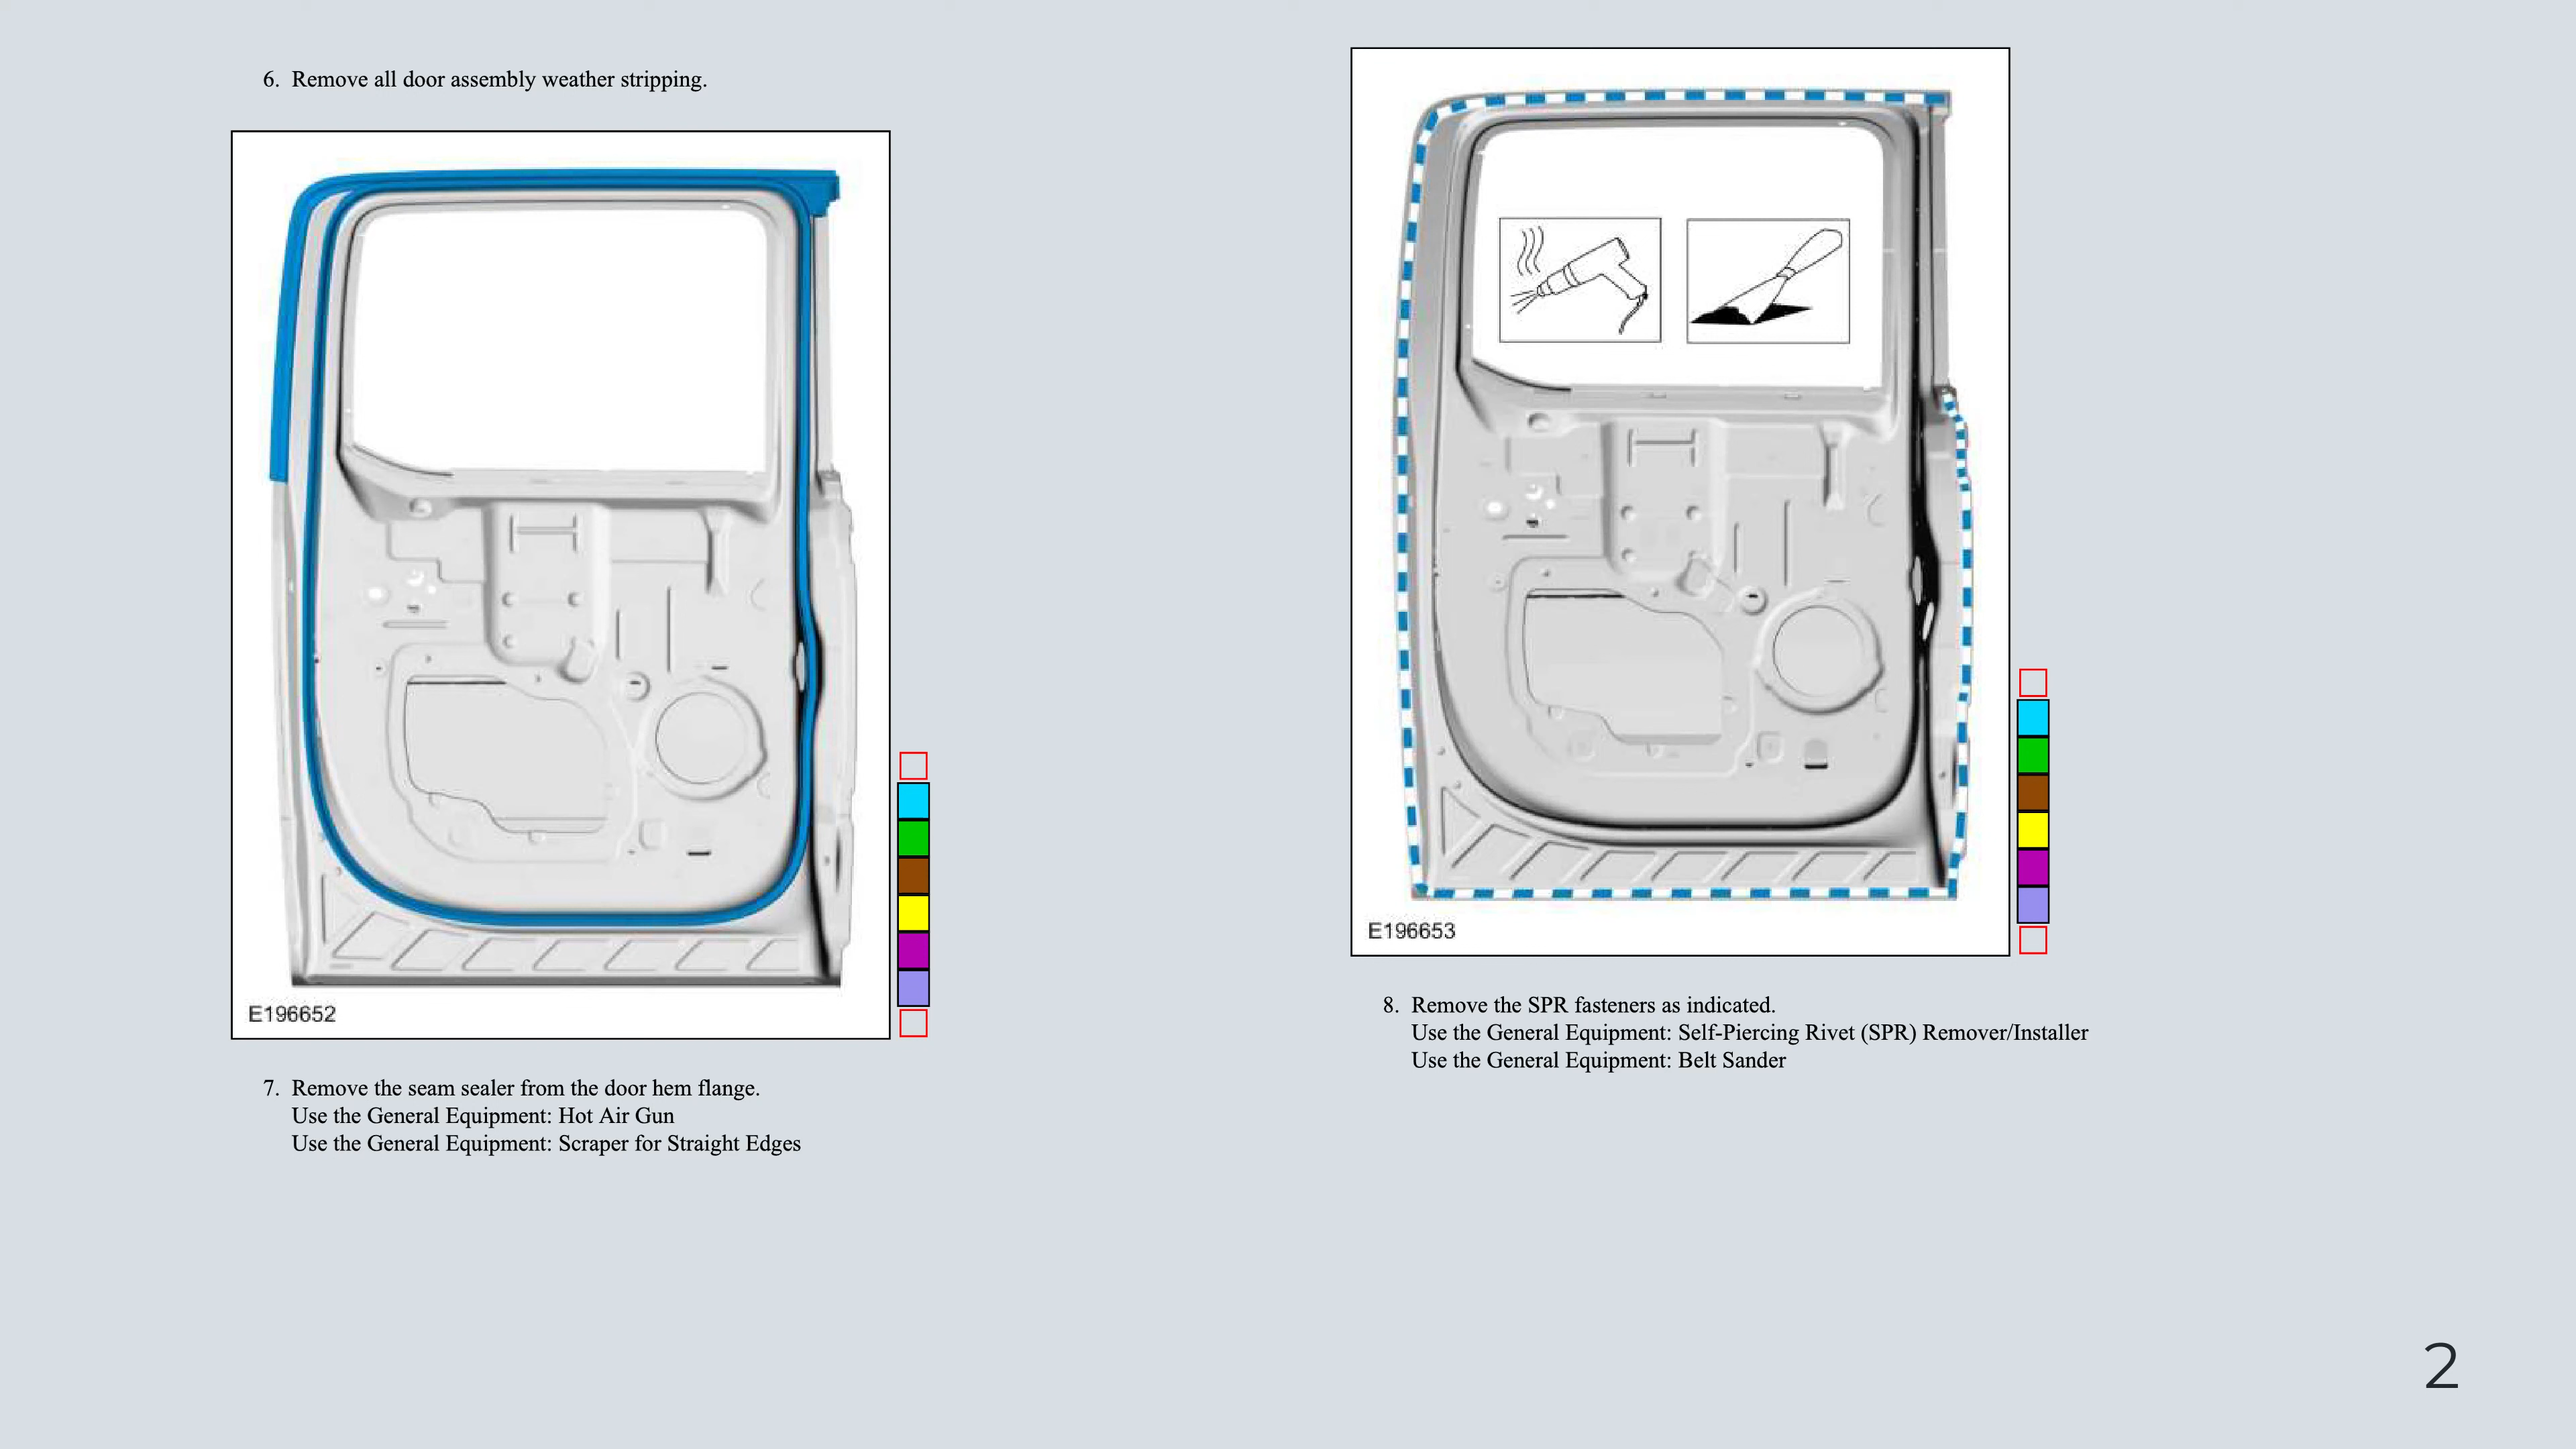 6. Remove all door assembly weather stripping.
E196652
7. Remove the seam sealer from the door hem flange.
Use the General Equipment: Hot Air Gun
Use the General Equipment: Scraper for Straight Edges
E196653
8. Remove the SPR fasteners as indicated.
Use the General Equipment: Self-Piercing Rivet (SPR) Remover/Installer
Use the General Equipment: Belt Sander
2